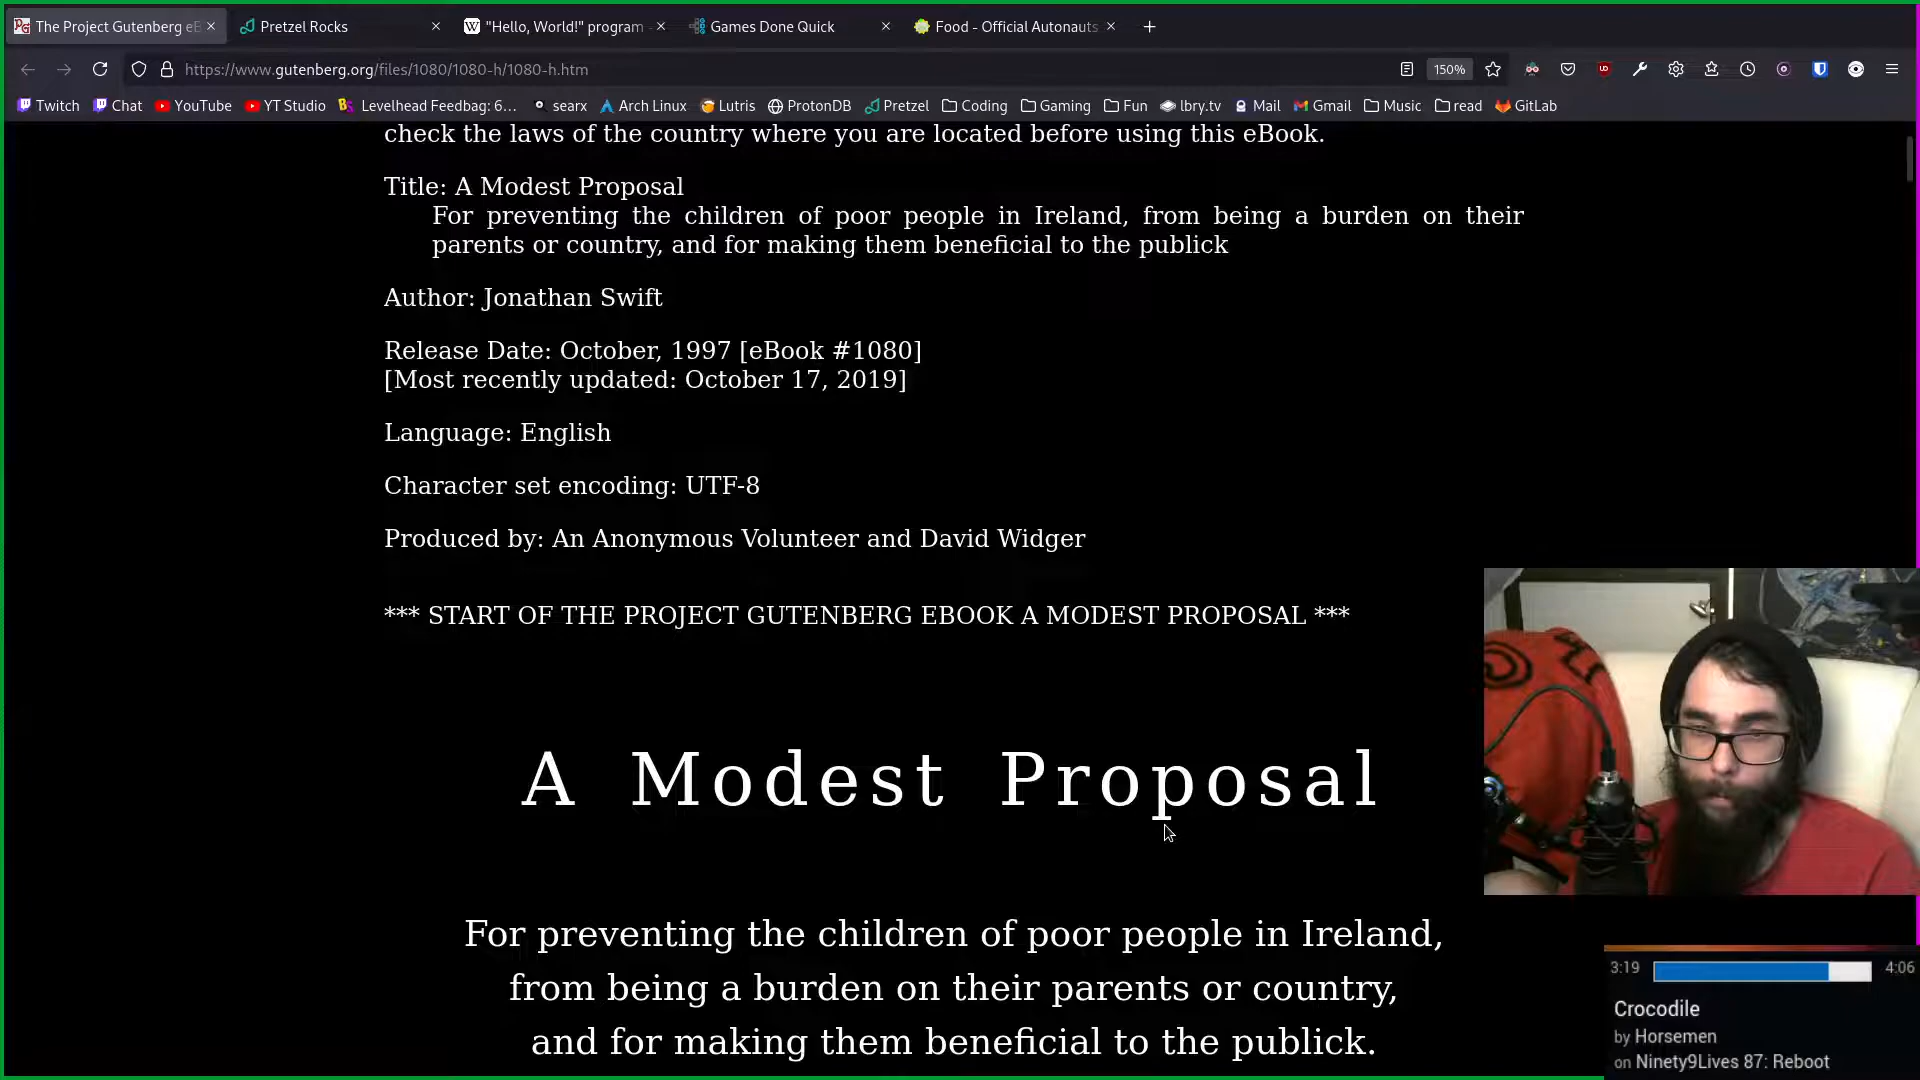 The Project Gutenberg eB
Pretzel Rocks
"Hello, World!" program -
Games Done Quick
Food - Official Autonauts
https://www.gutenberg.org/files/1080/1080-h/1080-h.htm
150%
Twitch
Chat
YouTube
YT Studio
Levelhead Feedbag: 6…
searx
Arch Linux
Lutris
ProtonDB
Pretzel
Coding
Gaming
Fun
lbry.tv
Mail
Gmail
Music
read
GitLab
check the laws of the country where you are located before using this eBook.
Title: A Modest Proposal
For preventing the children of poor people in Ireland, from being a burden on their
parents or country, and for making them beneficial to the publick
Author: Jonathan Swift
Release Date: October, 1997 [eBook #1080]
[Most recently updated: October 17, 2019]
Language: English
Character set encoding: UTF-8
Produced by: An Anonymous Volunteer and David Widger
*** START OF THE PROJECT GUTENBERG EBOOK A MODEST PROPOSAL ***
A Modest Proposal
For preventing the children of poor people in Ireland,
from being a burden on their parents or country,
and for making them beneficial to the publick.
3:19
4:06
Crocodile
by Horsemen
on Ninety9Lives 87: Reboot